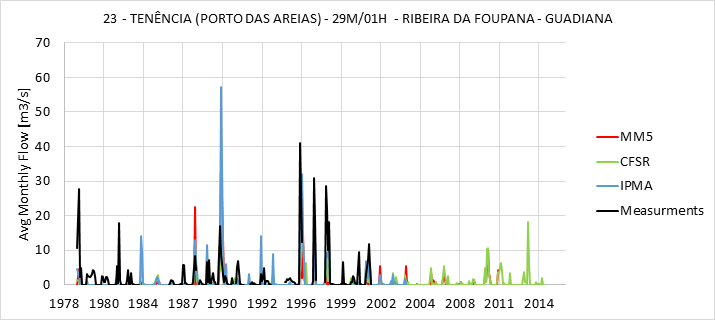 23 - TENÊNCIA (PORTO DAS AREIAS) - 29M/01H - RIBEIRA DA FOUPANA - GUADIANA
Avg Monthly Flow [m3/s]
70
60
50
40
30
20
10
0
1978 1981 1984 1987 1990 1992 1996 1999 2002 2004 2008 2011 2014
MM5
CFSR
IPMA
Measurments